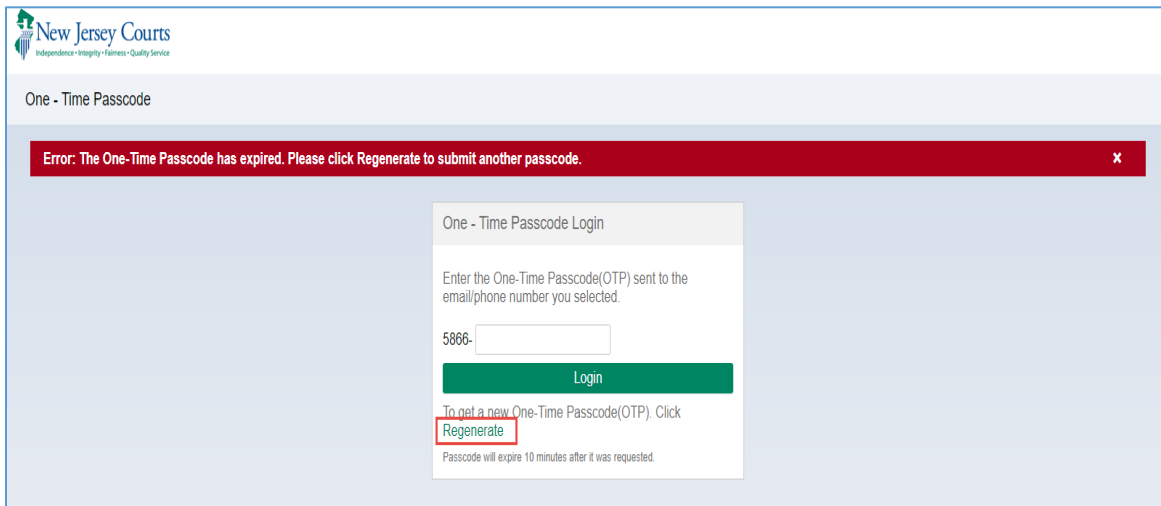 New Jersey Courts
Independence • Integrity • Fairness • Quality Service
One - Time Passcode
Error: The One-Time Passcode has expired. Please click Regenerate to submit another passcode. x
One - Time Passcode Login
Enter the One-Time Passcode(OTP) sent to the
email/phone number you selected.
5866-
Login
To get a new One-Time Passcode(OTP). Click
Regenerate
Passcode will expire 10 minutes after it was requested.